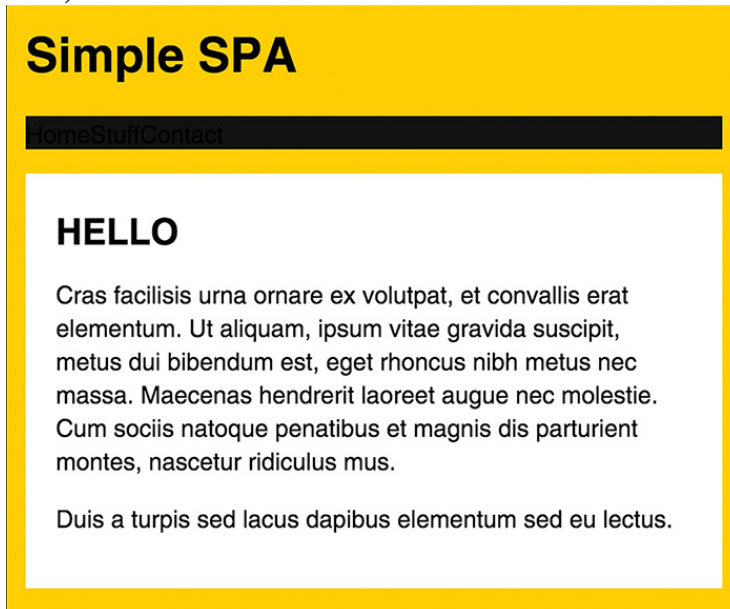 Simple SPA
HomeStuffContact
HELLO
Cras facilisis urna ornare ex volutpat, et convallis erat
elementum. Ut aliquam, ipsum vitae gravida suscipit,
metus dui bibendum est, eget rhoncus nibh metus nec
massa. Maecenas hendrerit laoreet augue nec molestie.
Cum sociis natoque penatibus et magnis dis parturient
montes, nascetur ridiculus mus.
Duis a turpis sed lacus dapibus elementum sed eu lectus.